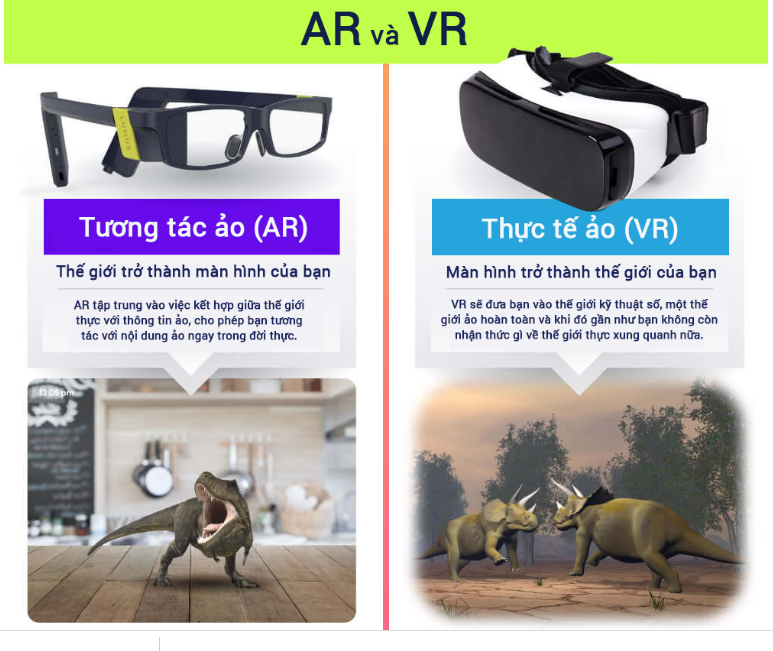 AR và VR
Tương tác ảo (AR)
Thế giới trở thành màn hình của bạn
AR tập trung vào việc kết hợp giữa thế giới
thực với thông tin ảo, cho phép bạn tương
tác với nội dung ảo ngay trong đời thực.
13:05 pm
Thực tế ảo (VR)
Màn hình trở thành thế giới của bạn
VR sẽ đưa bạn vào thế giới kỹ thuật số, một thế
giới ảo hoàn toàn và khi đó gần như bạn không còn
nhận thức gì về thế giới thực xung quanh nữa.